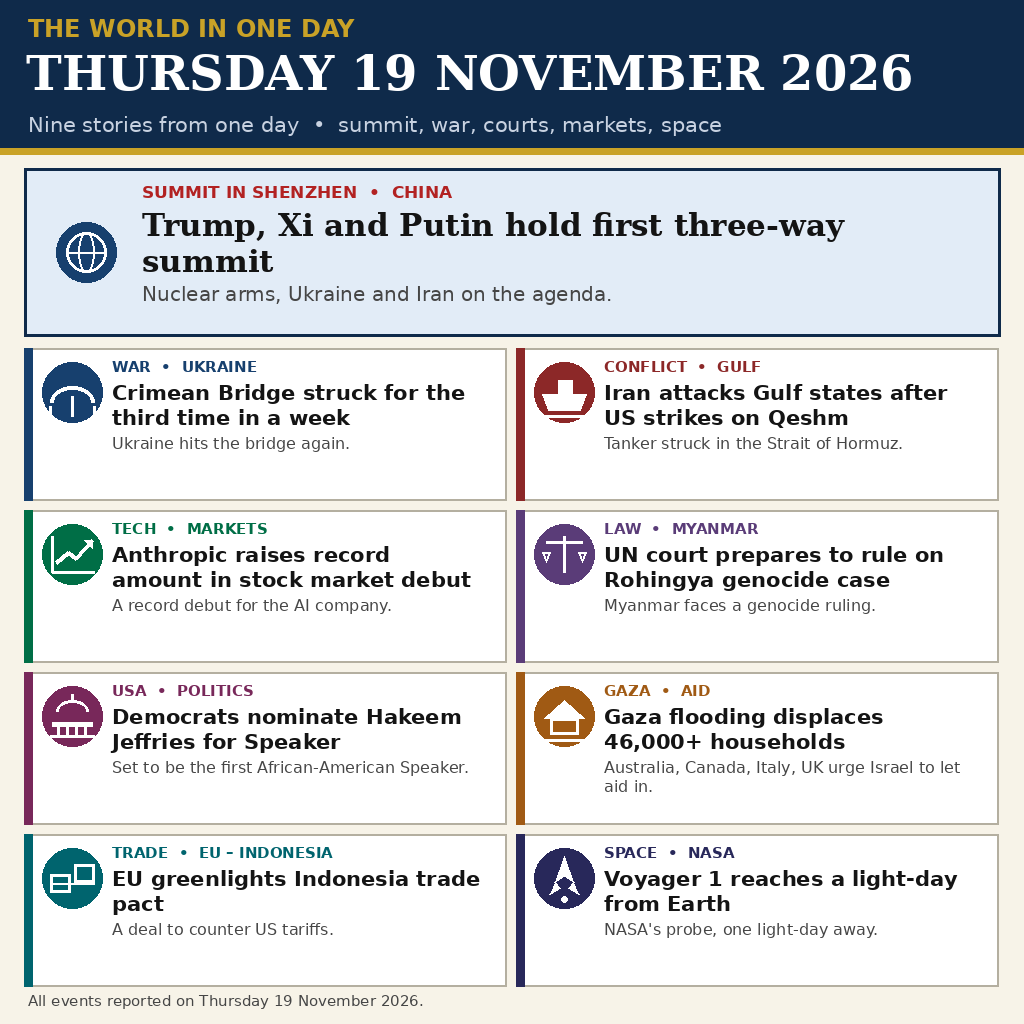 THE WORLD IN ONE DAY
THURSDAY 19 NOVEMBER 2026
Nine stories from one day • summit, war, courts, markets, space
SUMMIT IN SHENZHEN • CHINA
Trump, Xi and Putin hold first three-way
summit
Nuclear arms, Ukraine and Iran on the agenda.
WAR • UKRAINE
Crimean Bridge struck for the
third time in a week
Ukraine hits the bridge again.
CONFLICT • GULF
Iran attacks Gulf states after
US strikes on Qeshm
Tanker struck in the Strait of Hormuz.
TECH • MARKETS
Anthropic raises record
amount in stock market debut
A record debut for the AI company.
LAW • MYANMAR
UN court prepares to rule on
Rohingya genocide case
Myanmar faces a genocide ruling.
USA • POLITICS
Democrats nominate Hakeem
Jeffries for Speaker
Set to be the first African-American Speaker.
GAZA • AID
Gaza flooding displaces
46,000+ households
Australia, Canada, Italy, UK urge Israel to let
aid in.
TRADE • EU – INDONESIA
EU greenlights Indonesia trade
pact
A deal to counter US tariffs.
SPACE • NASA
Voyager 1 reaches a light-day
from Earth
NASA's probe, one light-day away.
All events reported on Thursday 19 November 2026.